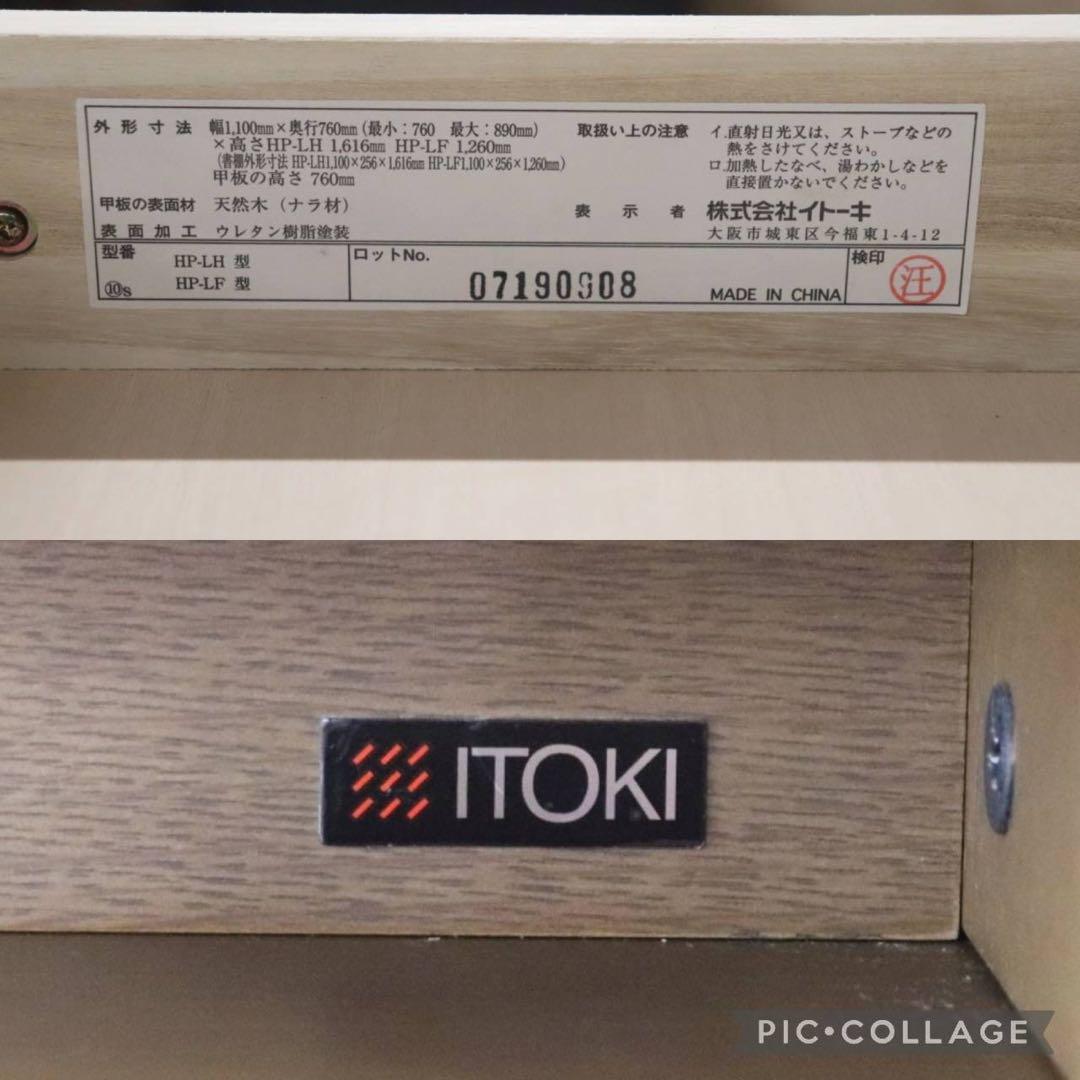 外形寸法 幅1,100mm×奥行760mm(最小:760 最大:890mm)
×高さHP-LH 1,616mm HP-LF 1,260mm
(書棚外形寸法 HP-LH1,100×256×1,616mm HP-LF1,100×256×1,260mm)
甲板の高さ 760mm
甲板の表面材 天然木(ナラ材)
表面加工 ウレタン樹脂塗装
取扱い上の注意 イ.直射日光又は、ストーブなどの
熱をさけてください。
ロ.加熱したなべ、湯わかしなどを
直接置かないでください。
表示者 株式会社イトーキ
大阪市城東区今福東1-4-12
型番 HP-LH 型
HP-LF 型
⑩s
ロットNo.
07190908
MADE IN CHINA
検印
汪
ITOKI
PIC•COLLAGE